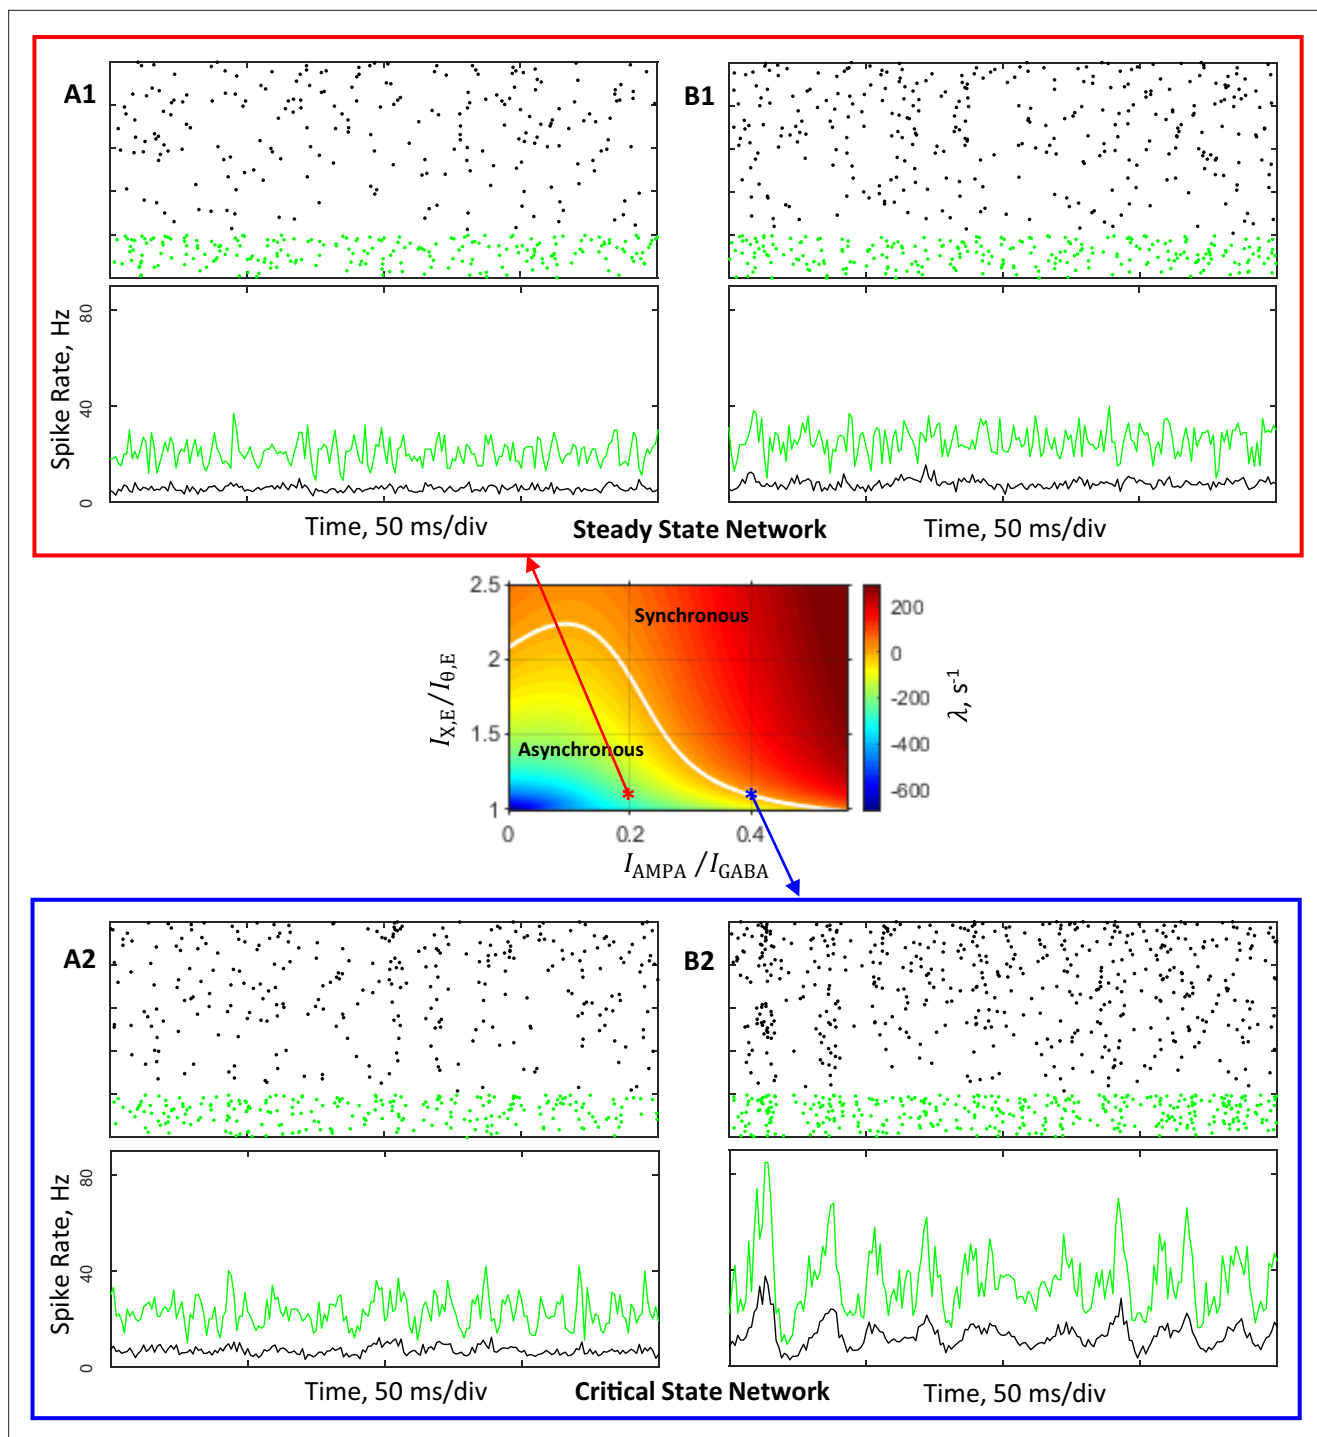 A1
B1
Spike Rate, Hz
80
40
0
Time, 50 ms/div
Steady State Network
Time, 50 ms/div
2.5
2
1.5
1
I_X,E / I_θ,E
Synchronous
Asynchronous
0
0.2
0.4
I_AMPA / I_GABA
200
0
-200
-400
-600
λ, s⁻¹
A2
B2
Spike Rate, Hz
80
40
0
Time, 50 ms/div
Critical State Network
Time, 50 ms/div